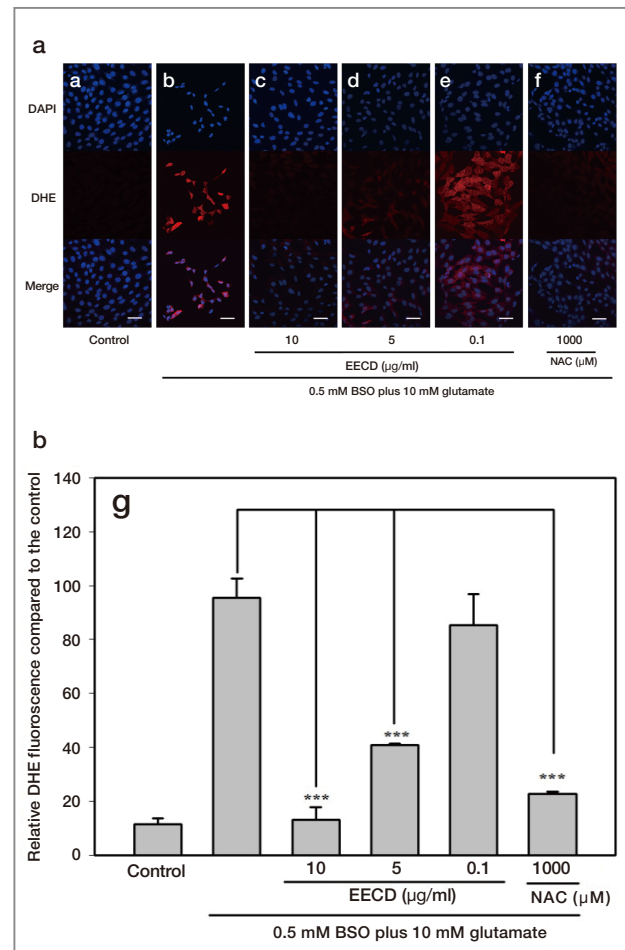 a
a b c d e f
DAPI
DHE
Merge
Control 10 5 0.1 1000
EECD (μg/ml) NAC (μM)
0.5 mM BSO plus 10 mM glutamate
b
g
Relative DHE fluoroscence compared to the control
140
120
100
80
60
40
20
0
***
***
***
Control 10 5 0.1 1000
EECD (μg/ml) NAC (μM)
0.5 mM BSO plus 10 mM glutamate